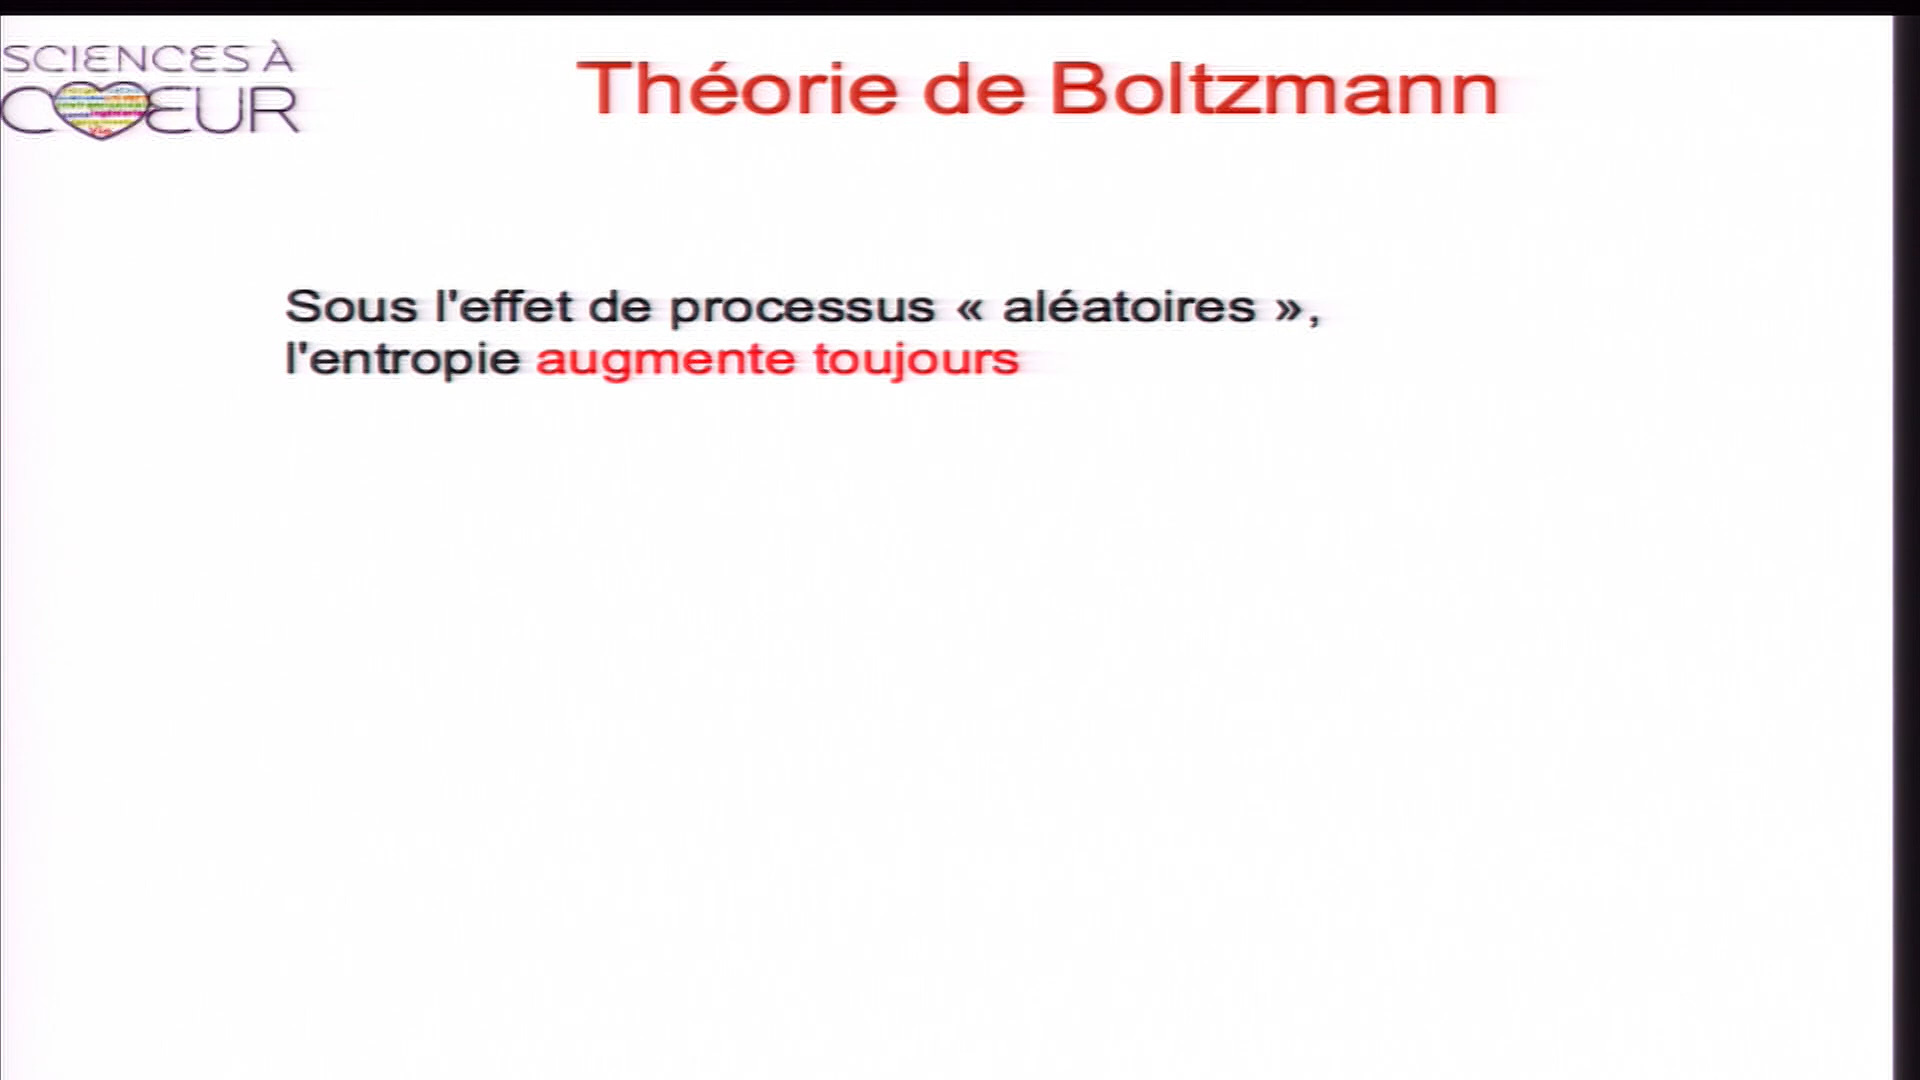 SCIENCES À
CŒUR
Théorie de Boltzmann
Sous l'effet de processus « aléatoires »,
l'entropie augmente toujours